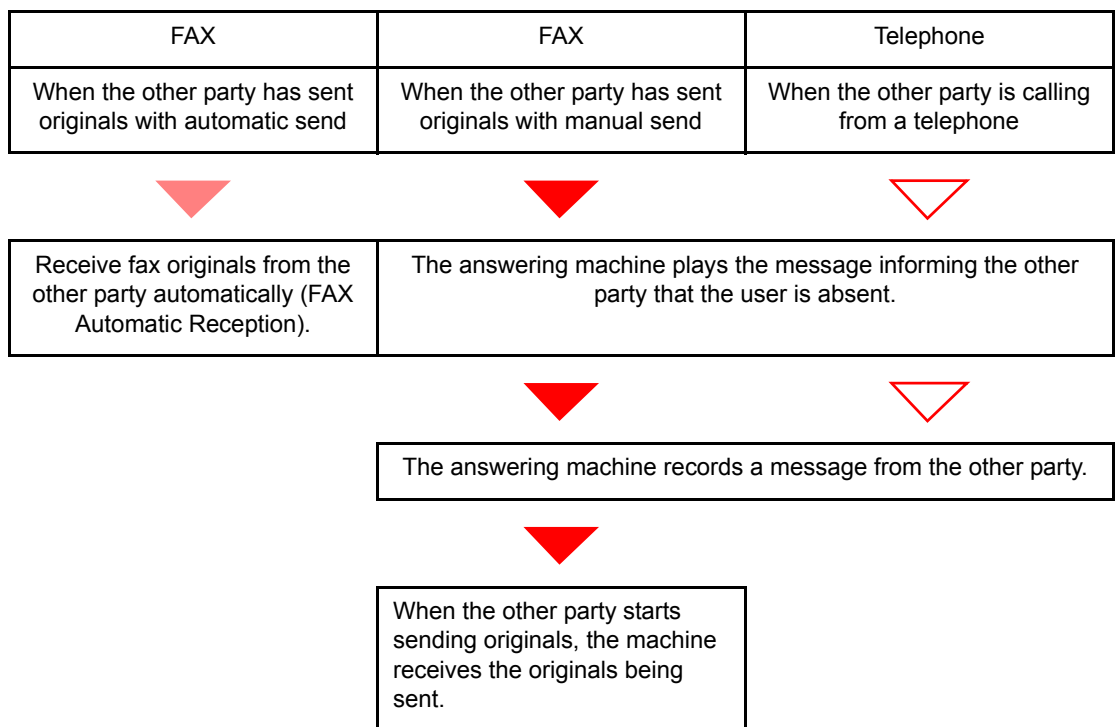 FAX
FAX
Telephone
When the other party has sent
originals with automatic send
When the other party has sent
originals with manual send
When the other party is calling
from a telephone
Receive fax originals from the
other party automatically (FAX
Automatic Reception).
The answering machine plays the message informing the other
party that the user is absent.
The answering machine records a message from the other party.
When the other party starts
sending originals, the machine
receives the originals being
sent.